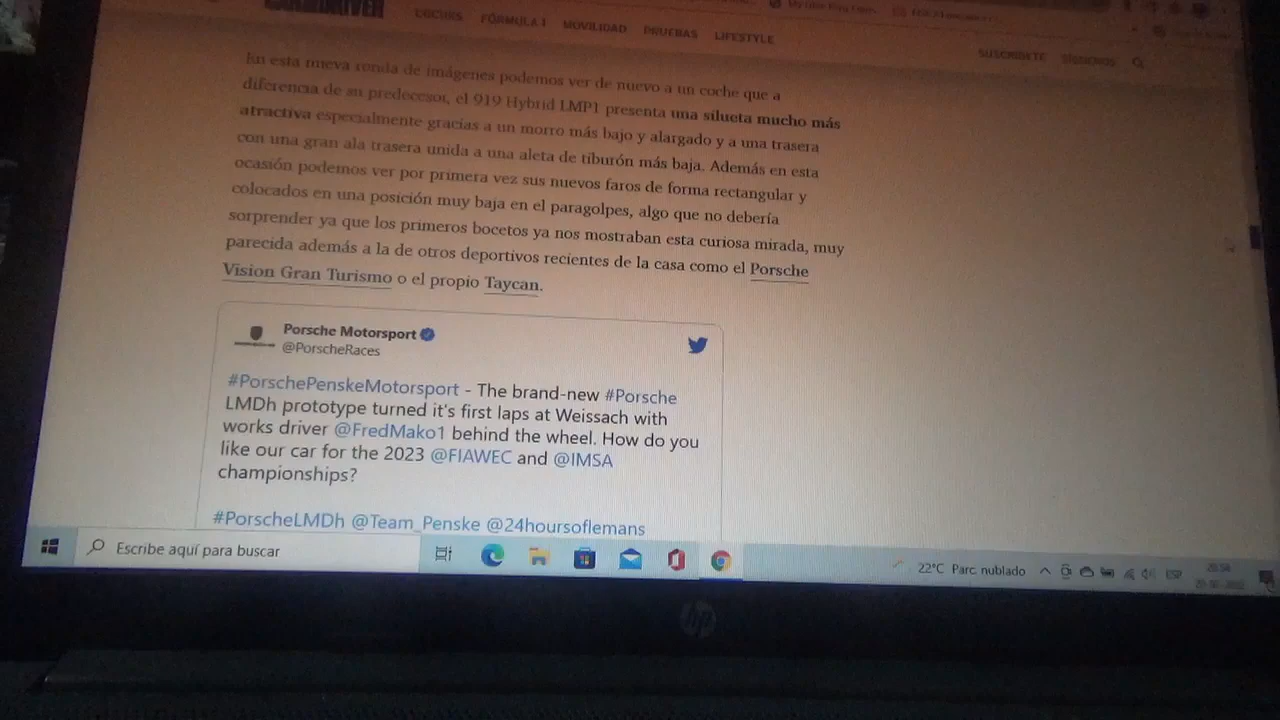 COCHES FÓRMULA 1 MOVILIDAD PRUEBAS LIFESTYLE
SUSCRÍBETE SÍGUENOS
En esta nueva ronda de imágenes podemos ver de nuevo a un coche que a
diferencia de su predecesor, el 919 Hybrid LMP1 presenta una silueta mucho más
atractiva especialmente gracias a un morro más bajo y alargado y a una trasera
con una gran ala trasera unida a una aleta de tiburón más baja. Además en esta
ocasión podemos ver por primera vez sus nuevos faros de forma rectangular y
colocados en una posición muy baja en el paragolpes, algo que no debería
sorprender ya que los primeros bocetos ya nos mostraban esta curiosa mirada, muy
parecida además a la de otros deportivos recientes de la casa como el Porsche
Vision Gran Turismo o el propio Taycan.
Porsche Motorsport
@PorscheRaces
#PorschePenskeMotorsport - The brand-new #Porsche
LMDh prototype turned it's first laps at Weissach with
works driver @FredMako1 behind the wheel. How do you
like our car for the 2023 @FIAWEC and @IMSA
championships?
#PorscheLMDh @Team_Penske @24hoursoflemans
Escribe aquí para buscar
22°C Parc. nublado
ESP
hp